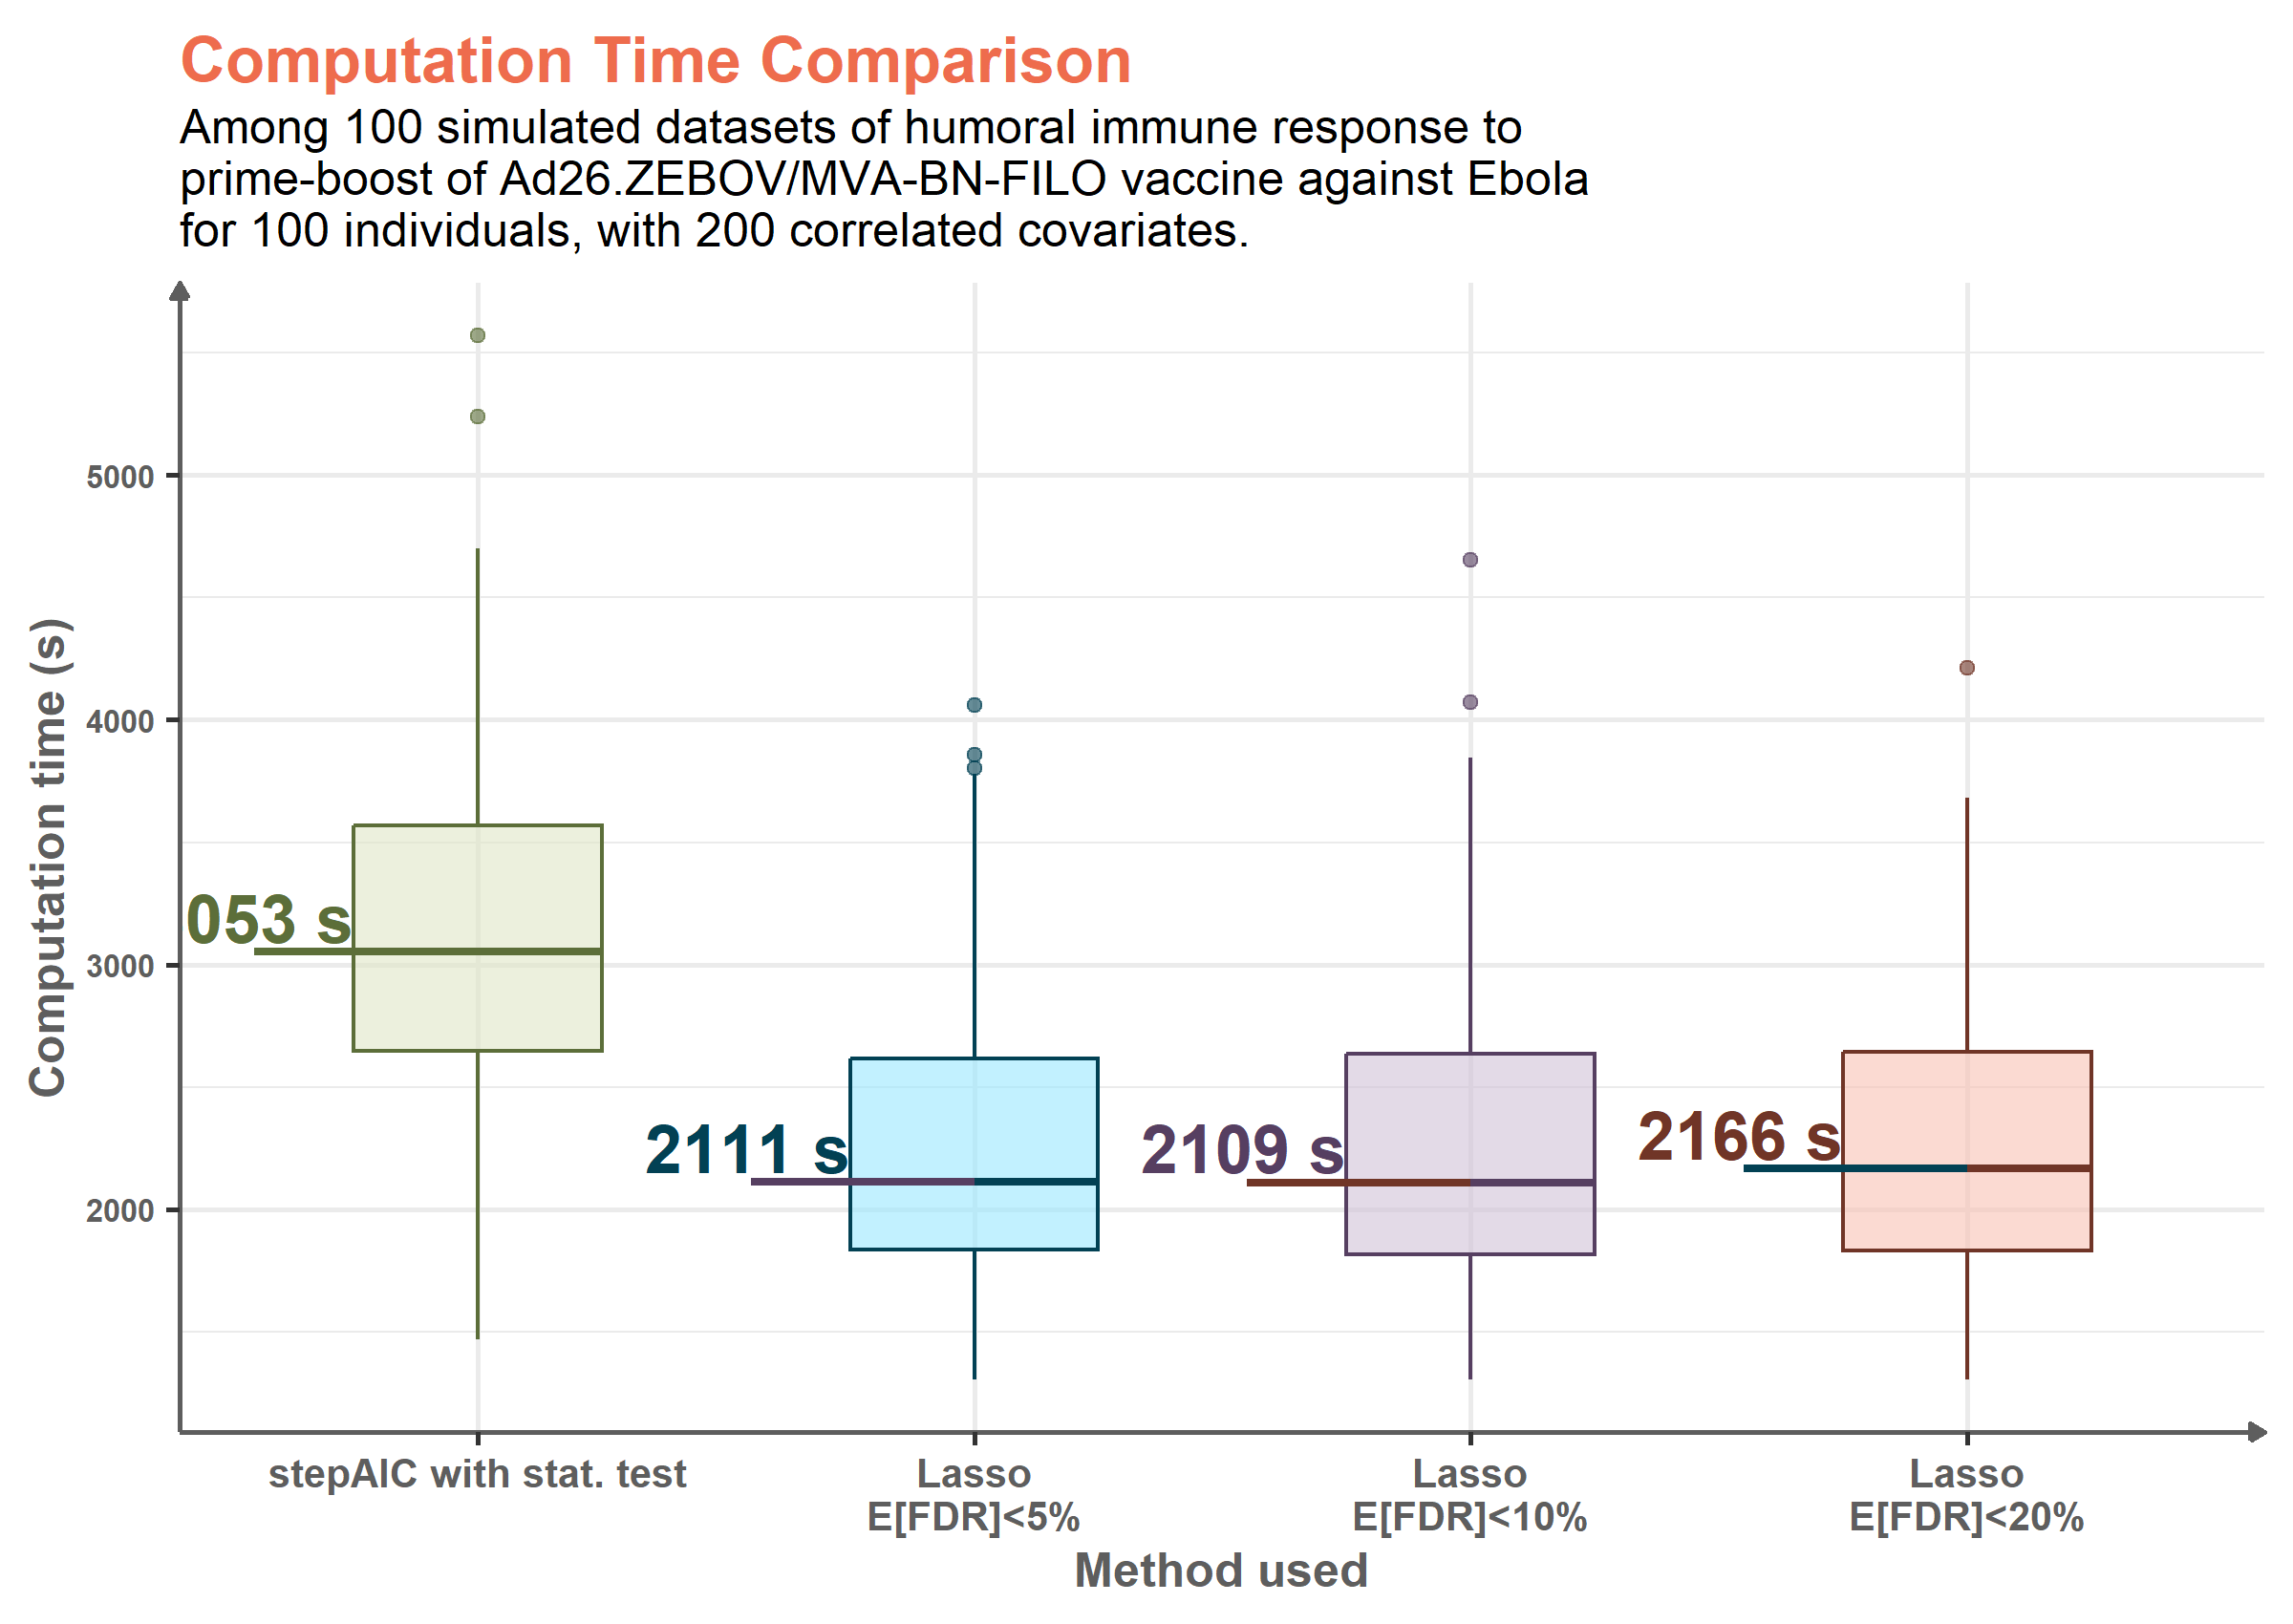 Computation Time Comparison
Among 100 simulated datasets of humoral immune response to
prime-boost of Ad26.ZEBOV/MVA-BN-FILO vaccine against Ebola
for 100 individuals, with 200 correlated covariates.
Computation time (s)
5000
4000
3000
2000
053 s
2111 s
2109 s
2166 s
stepAIC with stat. test
Lasso
E[FDR]<5%
Lasso
E[FDR]<10%
Lasso
E[FDR]<20%
Method used